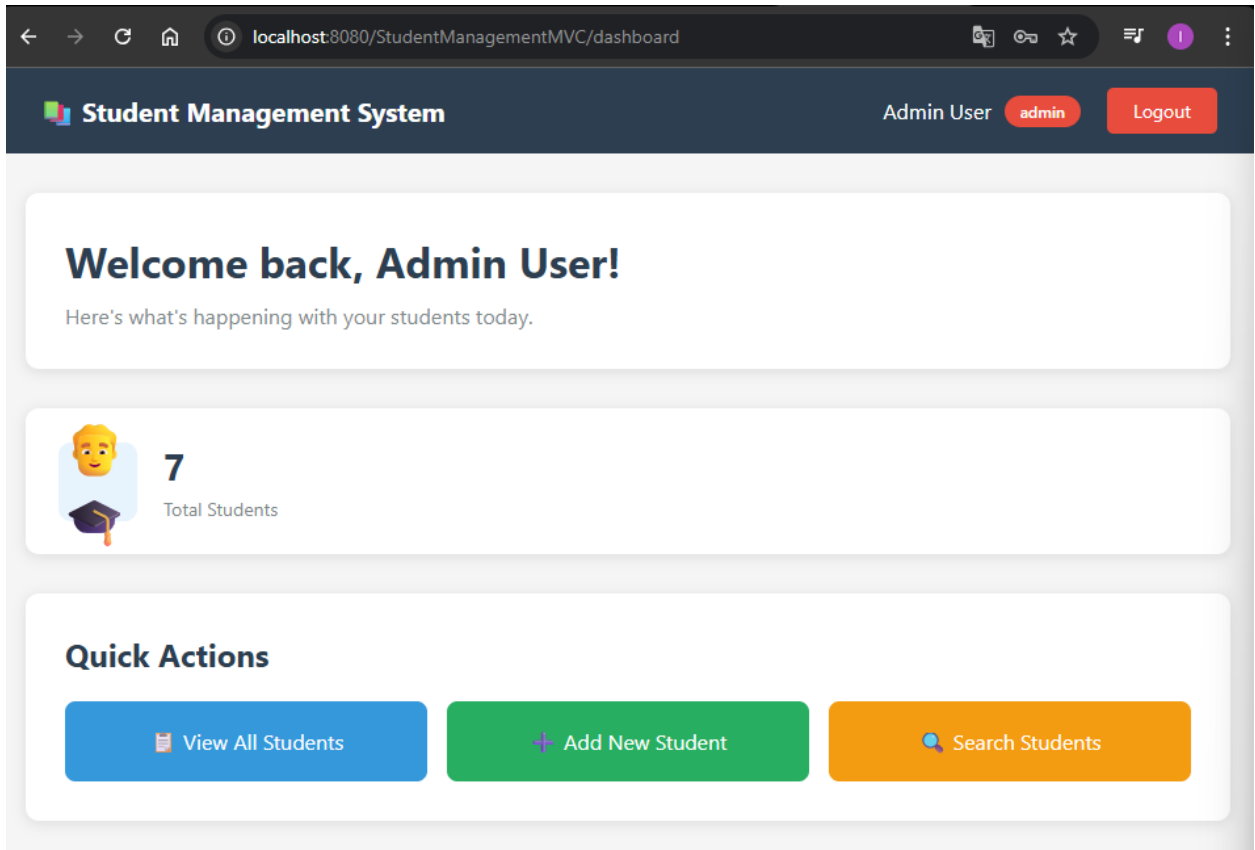 localhost:8080/StudentManagementMVC/dashboard
I
Student Management System
Admin User admin Logout
Welcome back, Admin User!
Here's what's happening with your students today.
7
Total Students
Quick Actions
View All Students
Add New Student
Search Students